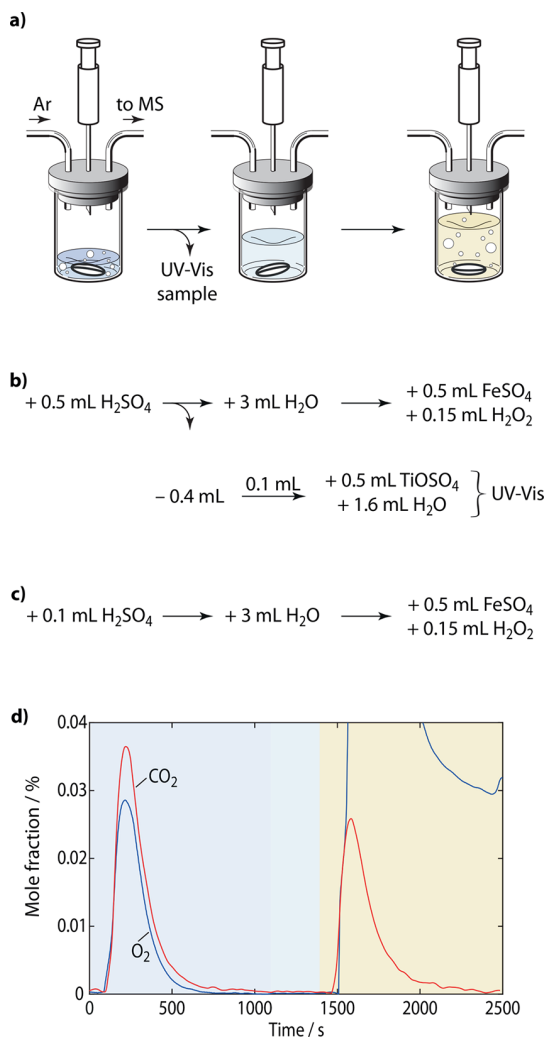 a)
Ar
to MS
UV-Vis
sample
b)
+ 0.5 mL H₂SO₄
+ 3 mL H₂O
+ 0.5 mL FeSO₄
+ 0.15 mL H₂O₂
– 0.4 mL
0.1 mL
+ 0.5 mL TiOSO₄
+ 1.6 mL H₂O
UV-Vis
c)
+ 0.1 mL H₂SO₄
+ 3 mL H₂O
+ 0.5 mL FeSO₄
+ 0.15 mL H₂O₂
d)
Mole fraction / %
0.04
0.03
0.02
0.01
0
CO₂
O₂
0
500
1000
1500
2000
2500
Time / s